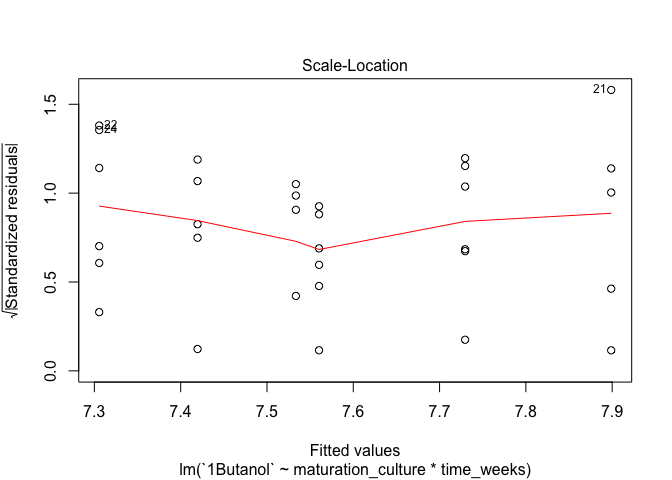 Scale-Location
√|Standardized residuals|
1.5
1.0
0.5
0.0
22
24
21
7.3 7.4 7.5 7.6 7.7 7.8 7.9
Fitted values
lm(`1Butanol` ~ maturation_culture * time_weeks)